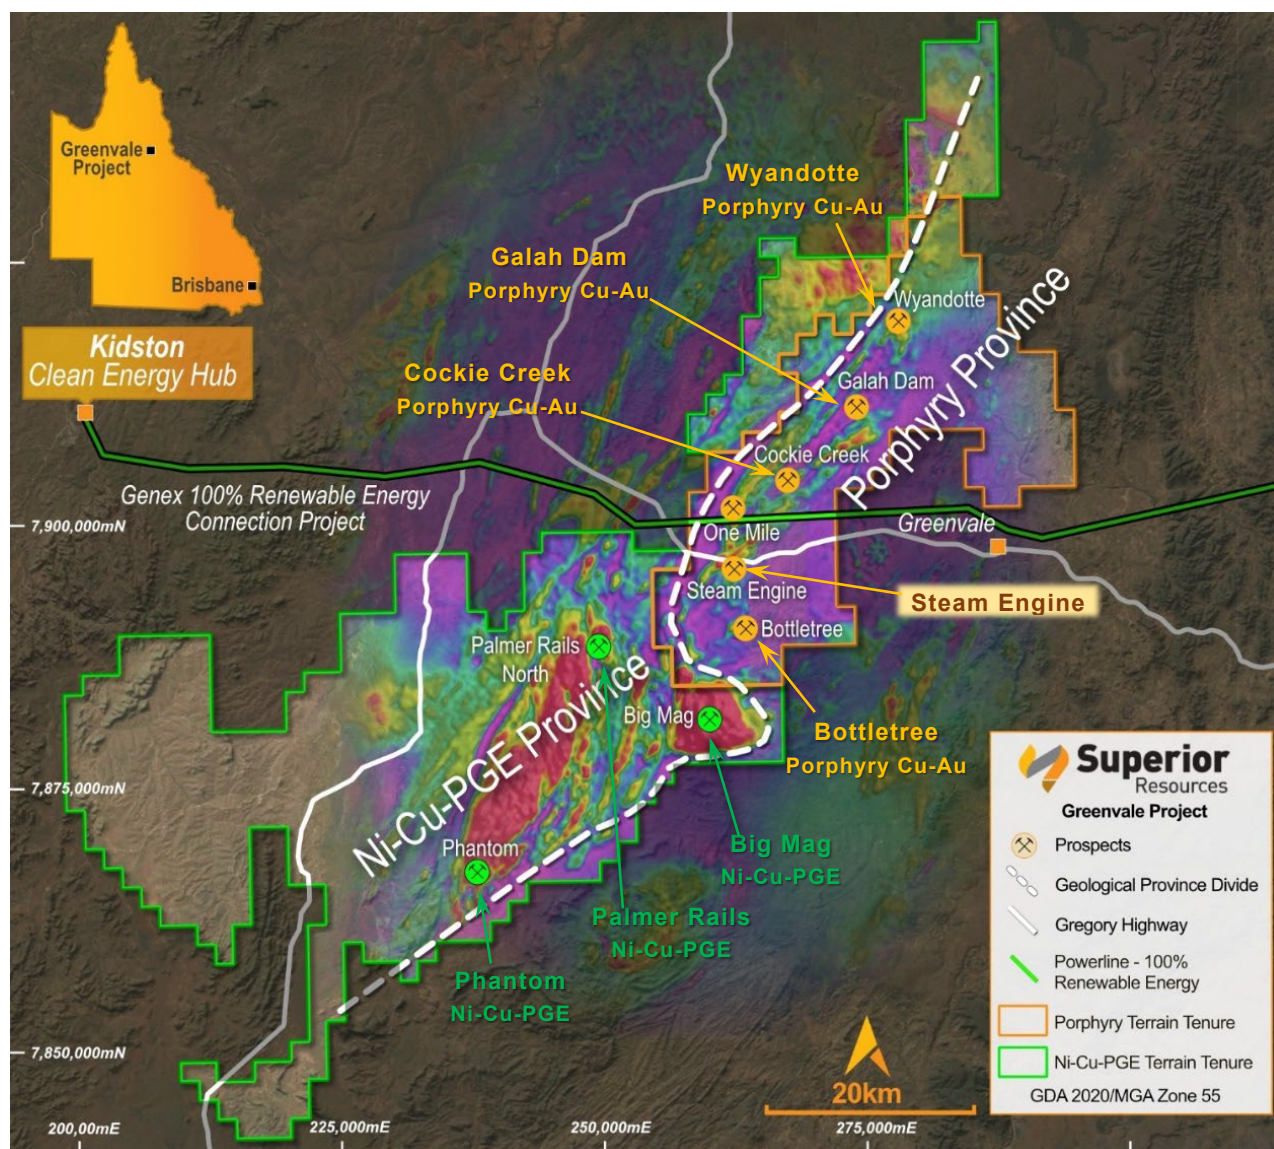 Greenvale
Project
Brisbane
Kidston
Clean Energy Hub
Wyandotte
Porphyry Cu-Au
Galah Dam
Porphyry Cu-Au
Cockie Creek
Porphyry Cu-Au
Wyandotte
Galah Dam
Cockie Creek
Porphyry Province
Genex 100% Renewable Energy
Connection Project
7,900,000mN
One Mile
Greenvale
Steam Engine
Steam Engine
Bottletree
Palmer Rails
North
Big Mag
Ni-Cu-PGE Province
Phantom
Bottletree
Porphyry Cu-Au
7,875,000mN
Big Mag
Ni-Cu-PGE
Palmer Rails
Ni-Cu-PGE
Phantom
Ni-Cu-PGE
Superior
Resources
Greenvale Project
Prospects
Geological Province Divide
Gregory Highway
Powerline - 100%
Renewable Energy
Porphyry Terrain Tenure
Ni-Cu-PGE Terrain Tenure
GDA 2020/MGA Zone 55
7,850,000mN
20km
200,00mE
225,000mE
250,000mE
275,000mE